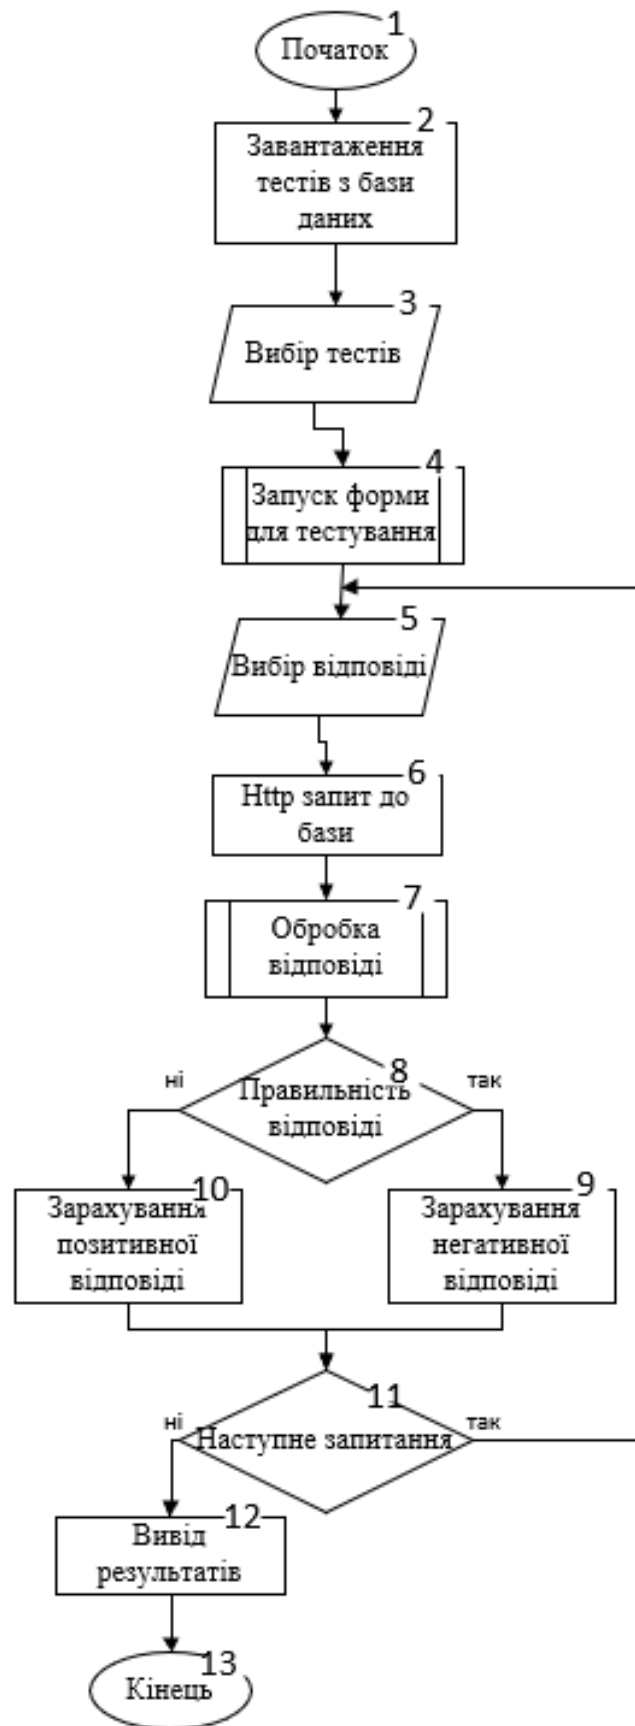 1
Початок
2
Завантаження
тестів з бази
даних
3
Вибір тестів
4
Запуск форми
для тестування
5
Вибір відповіді
6
Http запит до
бази
7
Обробка
відповіді
8
ні
так
Правильність
відповіді
10
Зарахування
позитивної
відповіді
9
Зарахування
негативної
відповіді
11
ні
так
Наступне запитання
12
Вивід
результатів
13
Кінець